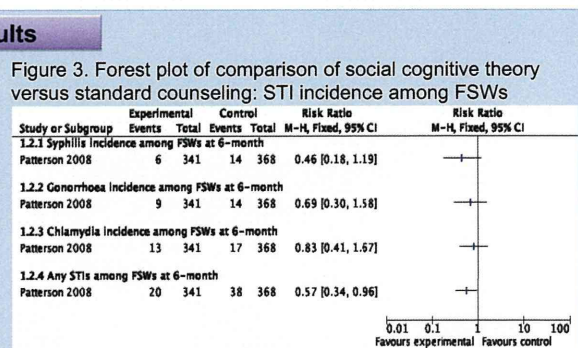 ults
Figure 3. Forest plot of comparison of social cognitive theory
versus standard counseling: STI incidence among FSWs
Experimental Control Risk Ratio Risk Ratio
Study or Subgroup Events Total Events Total M-H, Fixed, 95% CI M-H, Fixed, 95% CI
1.2.1 Syphilis incidence among FSWs at 6-month
Patterson 2008 6 341 14 368 0.46 [0.18, 1.19]
1.2.2 Gonorrhoea incidence among FSWs at 6-month
Patterson 2008 9 341 14 368 0.69 [0.30, 1.58]
1.2.3 Chlamydia incidence among FSWs at 6-month
Patterson 2008 13 341 17 368 0.83 [0.41, 1.67]
1.2.4 Any STIs among FSWs at 6-month
Patterson 2008 20 341 38 368 0.57 [0.34, 0.96]
0.01 0.1 1 10 100
Favours experimental Favours control